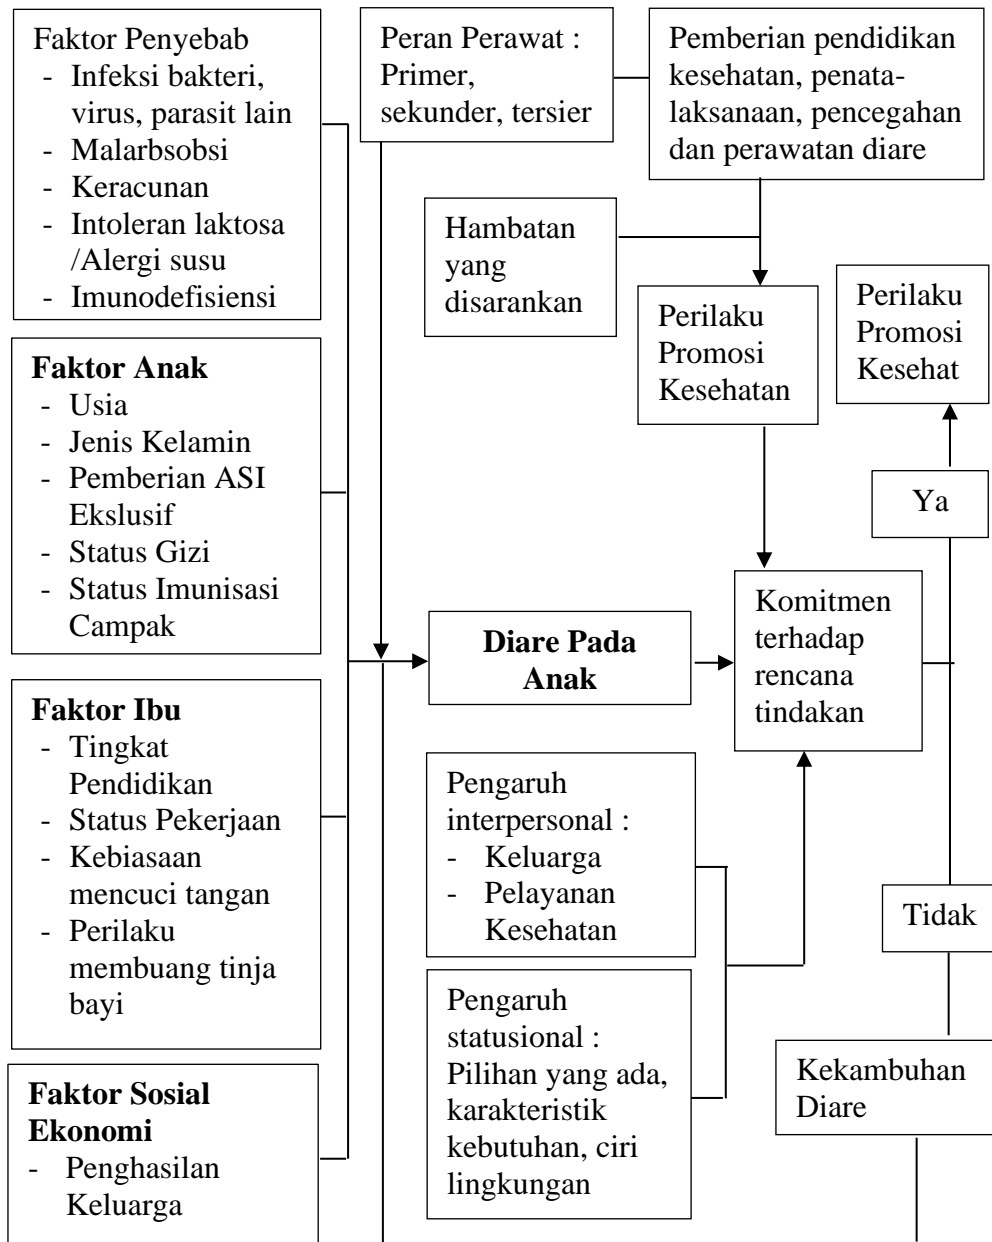 Faktor Penyebab
- Infeksi bakteri,
virus, parasit lain
- Malarbsobsi
- Keracunan
- Intoleran laktosa
/Alergi susu
- Imunodefisiensi
Peran Perawat :
Primer,
sekunder, tersier
Pemberian pendidikan
kesehatan, penata-
laksanaan, pencegahan
dan perawatan diare
Hambatan
yang
disarankan
Perilaku
Promosi
Kesehatan
Perilaku
Promosi
Kesehat
Faktor Anak
- Usia
- Jenis Kelamin
- Pemberian ASI
Ekslusif
- Status Gizi
- Status Imunisasi
Campak
Ya
Diare Pada
Anak
Komitmen
terhadap
rencana
tindakan
Faktor Ibu
- Tingkat
Pendidikan
- Status Pekerjaan
- Kebiasaan
mencuci tangan
- Perilaku
membuang tinja
bayi
Pengaruh
interpersonal :
- Keluarga
- Pelayanan
Kesehatan
Tidak
Pengaruh
statusional :
Pilihan yang ada,
karakteristik
kebutuhan, ciri
lingkungan
Kekambuhan
Diare
Faktor Sosial
Ekonomi
- Penghasilan
Keluarga